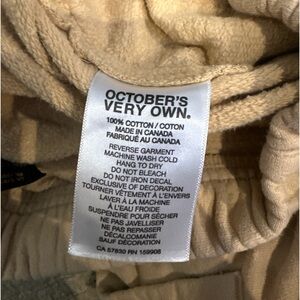 OCTOBER'S
VERY OWN.
100% COTTON / COTON
MADE IN CANADA
FABRIQUÉ AU CANADA
REVERSE GARMENT
MACHINE WASH COLD
HANG TO DRY
DO NOT BLEACH
DO NOT IRON DECAL
EXCLUSIVE OF DECORATION
TOURNER VÊTEMENT À L'ENVERS
LAVER À LA MACHINE
À L'EAU FROIDE
SUSPENDRE POUR SÉCHER
NE PAS JAVELLISER
NE PAS REPASSER
DÉCALCOMANIE
SAUF DÉCORATION
CA 57830 RN 159906